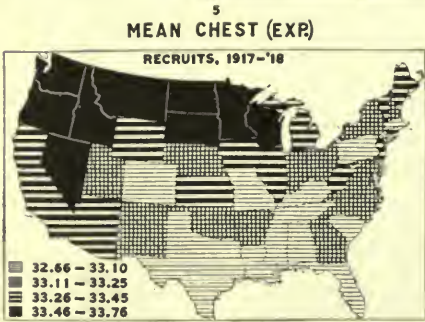 5
MEAN CHEST (EXP.)
RECRUITS, 1917-'18
32.66 – 33.10
33.11 – 33.25
33.26 – 33.45
33.46 – 33.76